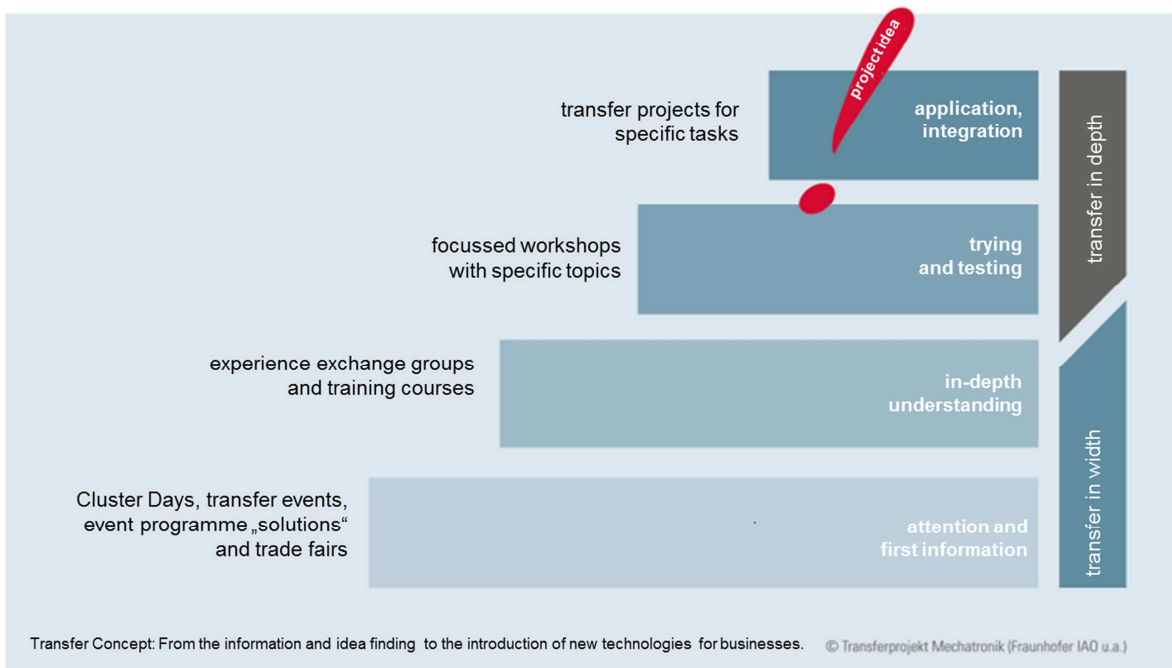 project idea
transfer projects for
specific tasks
application,
integration
transfer in depth
focussed workshops
with specific topics
trying
and testing
experience exchange groups
and training courses
in-depth
understanding
transfer in width
Cluster Days, transfer events,
event programme „solutions“
and trade fairs
attention and
first information
Transfer Concept: From the information and idea finding to the introduction of new technologies for businesses.
© Transferprojekt Mechatronik (Fraunhofer IAO u.a.)